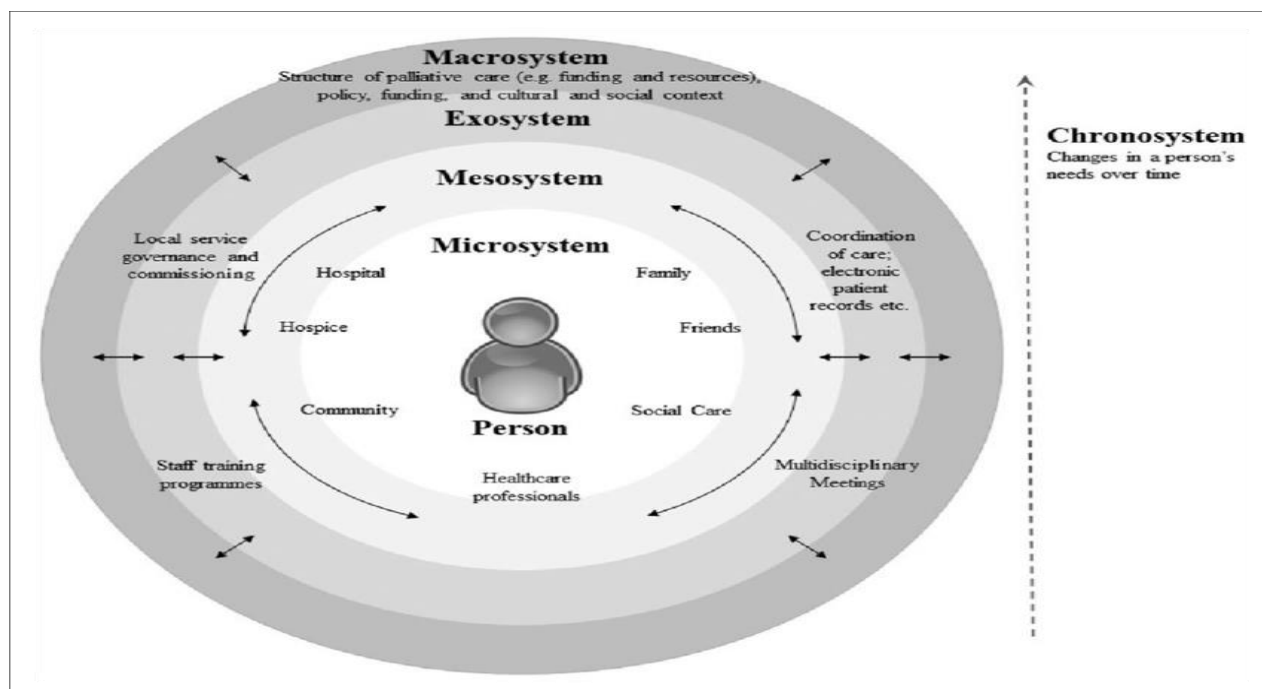 Macrosystem
Structure of palliative care (e.g. funding and resources),
policy, funding, and cultural and social context
Exosystem
Mesosystem
Microsystem
Local service
governance and
commissioning
Hospital
Hospice
Community
Staff training
programmes
Family
Friends
Social Care
Person
Healthcare
professionals
Coordination
of care;
electronic
patient
records etc.
Multidisciplinary
Meetings
Chronosystem
Changes in a person's
needs over time